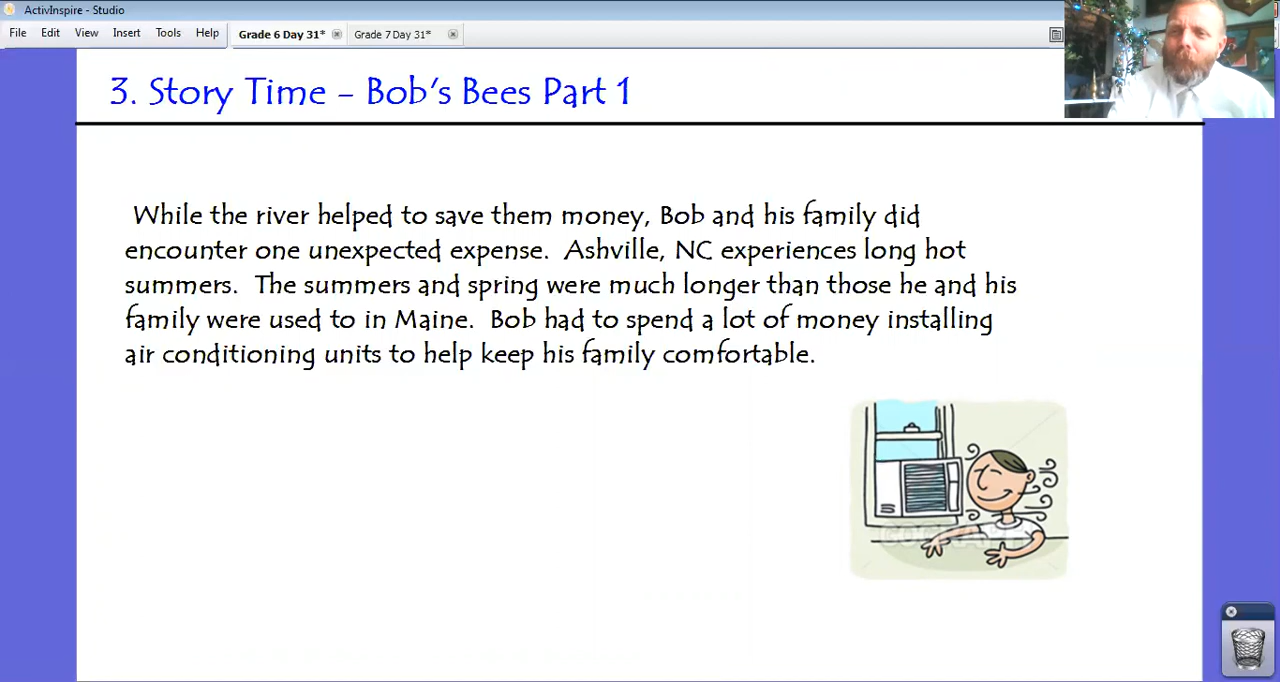 ActivInspire - Studio
File Edit View Insert Tools Help
Grade 6 Day 31* Grade 7 Day 31*
3. Story Time - Bob's Bees Part 1
While the river helped to save them money, Bob and his family did
encounter one unexpected expense. Ashville, NC experiences long hot
summers. The summers and spring were much longer than those he and his
family were used to in Maine. Bob had to spend a lot of money installing
air conditioning units to help keep his family comfortable.